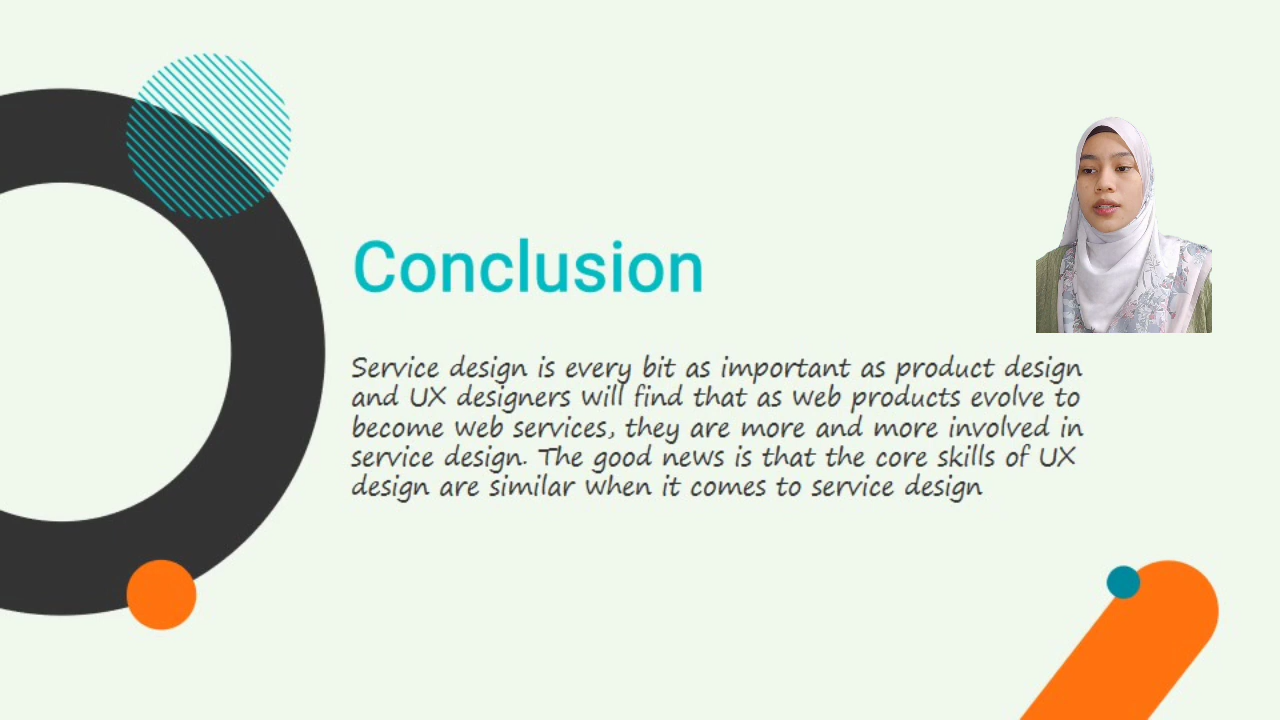 Conclusion
Service design is every bit as important as product design
and UX designers will find that as web products evolve to
become web services, they are more and more involved in
service design. The good news is that the core skills of UX
design are similar when it comes to service design